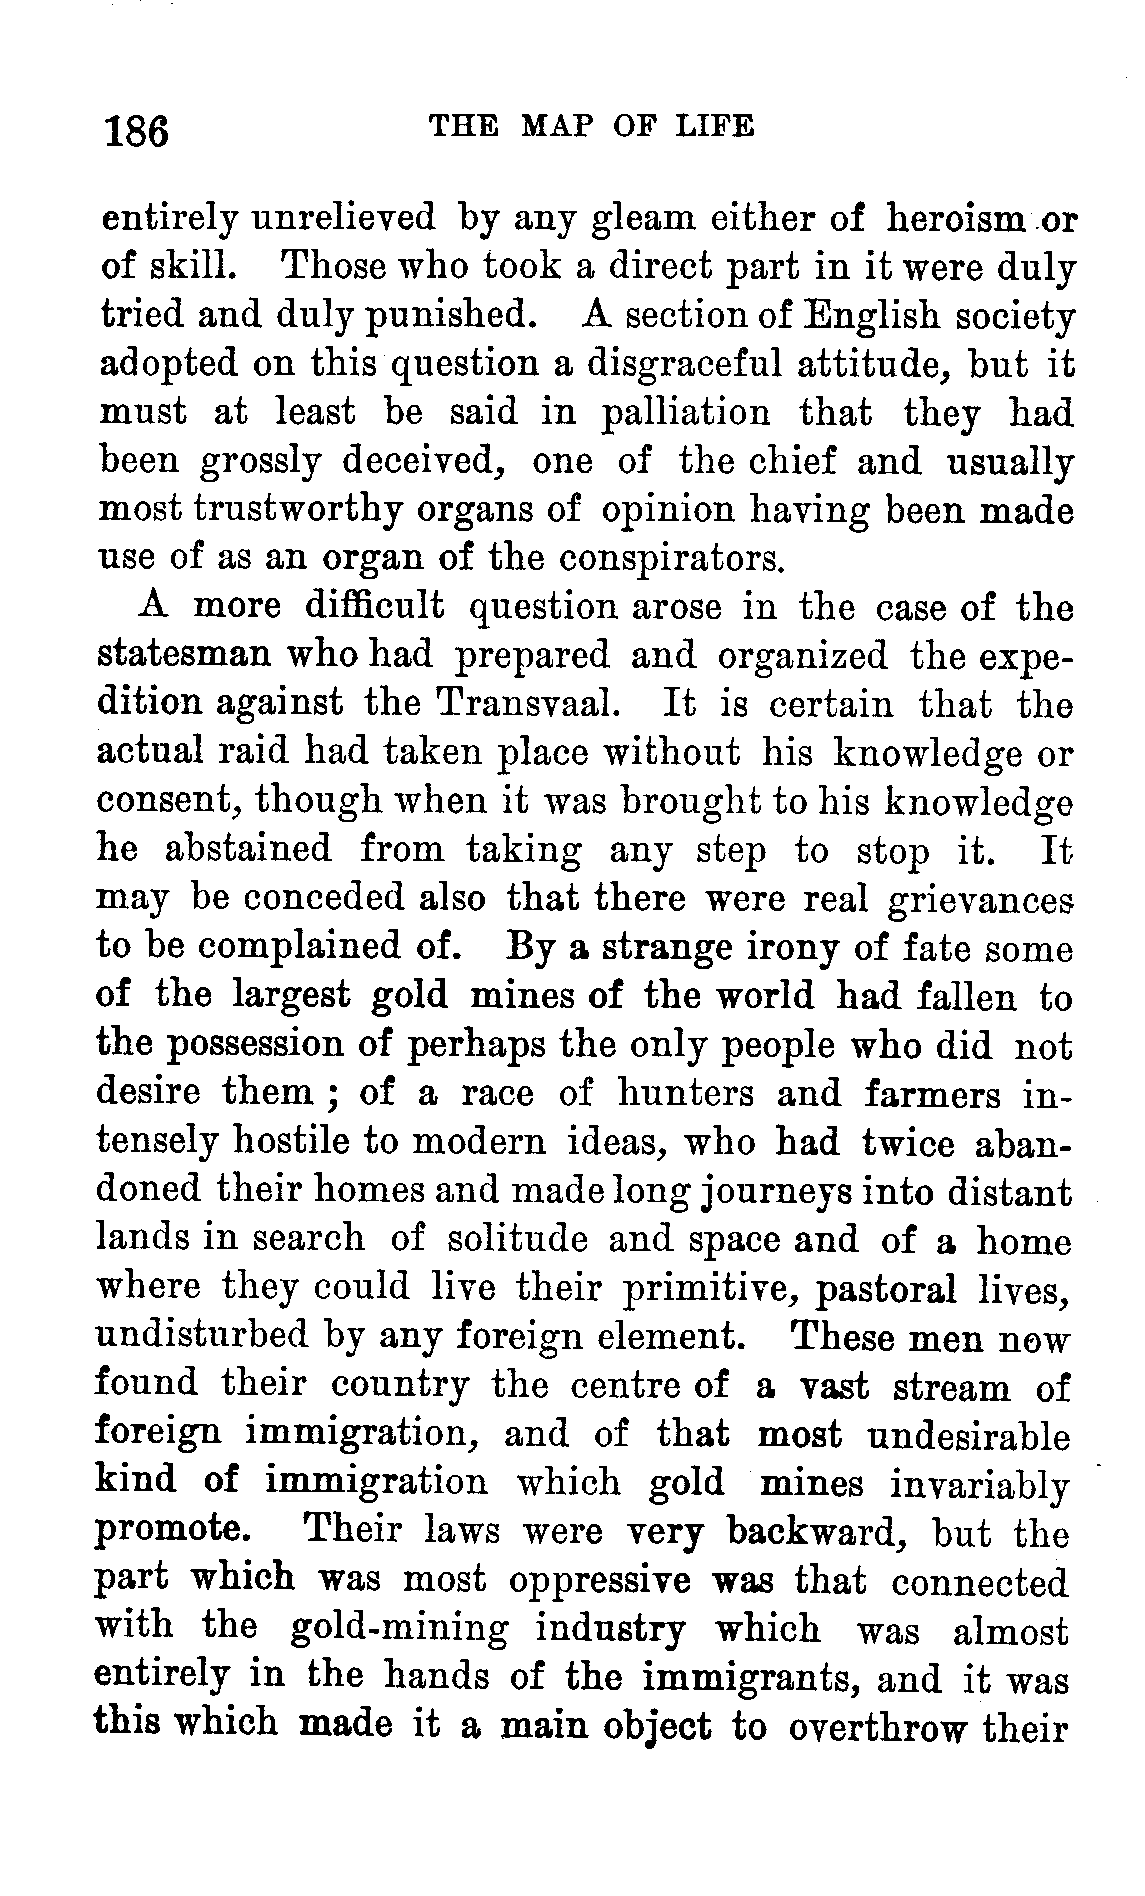 186 THE MAP OF LIFE
entirely unrelieved by any gleam either of heroism or
of skill. Those who took a direct part in it were duly
tried and duly punished. A section of English society
adopted on this question a disgraceful attitude, but it
must at least be said in palliation that they had
been grossly deceived, one of the chief and usually
most trustworthy organs of opinion having been made
use of as an organ of the conspirators.
A more difficult question arose in the case of the
statesman who had prepared and organized the expe-
dition against the Transvaal. It is certain that the
actual raid had taken place without his knowledge or
consent, though when it was brought to his knowledge
he abstained from taking any step to stop it. It
may be conceded also that there were real grievances
to be complained of. By a strange irony of fate some
of the largest gold mines of the world had fallen to
the possession of perhaps the only people who did not
desire them ; of a race of hunters and farmers in-
tensely hostile to modern ideas, who had twice aban-
doned their homes and made long journeys into distant
lands in search of solitude and space and of a home
where they could live their primitive, pastoral lives,
undisturbed by any foreign element. These men now
found their country the centre of a vast stream of
foreign immigration, and of that most undesirable
kind of immigration which gold mines invariably
promote. Their laws were very backward, but the
part which was most oppressive was that connected
with the gold-mining industry which was almost
entirely in the hands of the immigrants, and it was
this which made it a main object to overthrow their